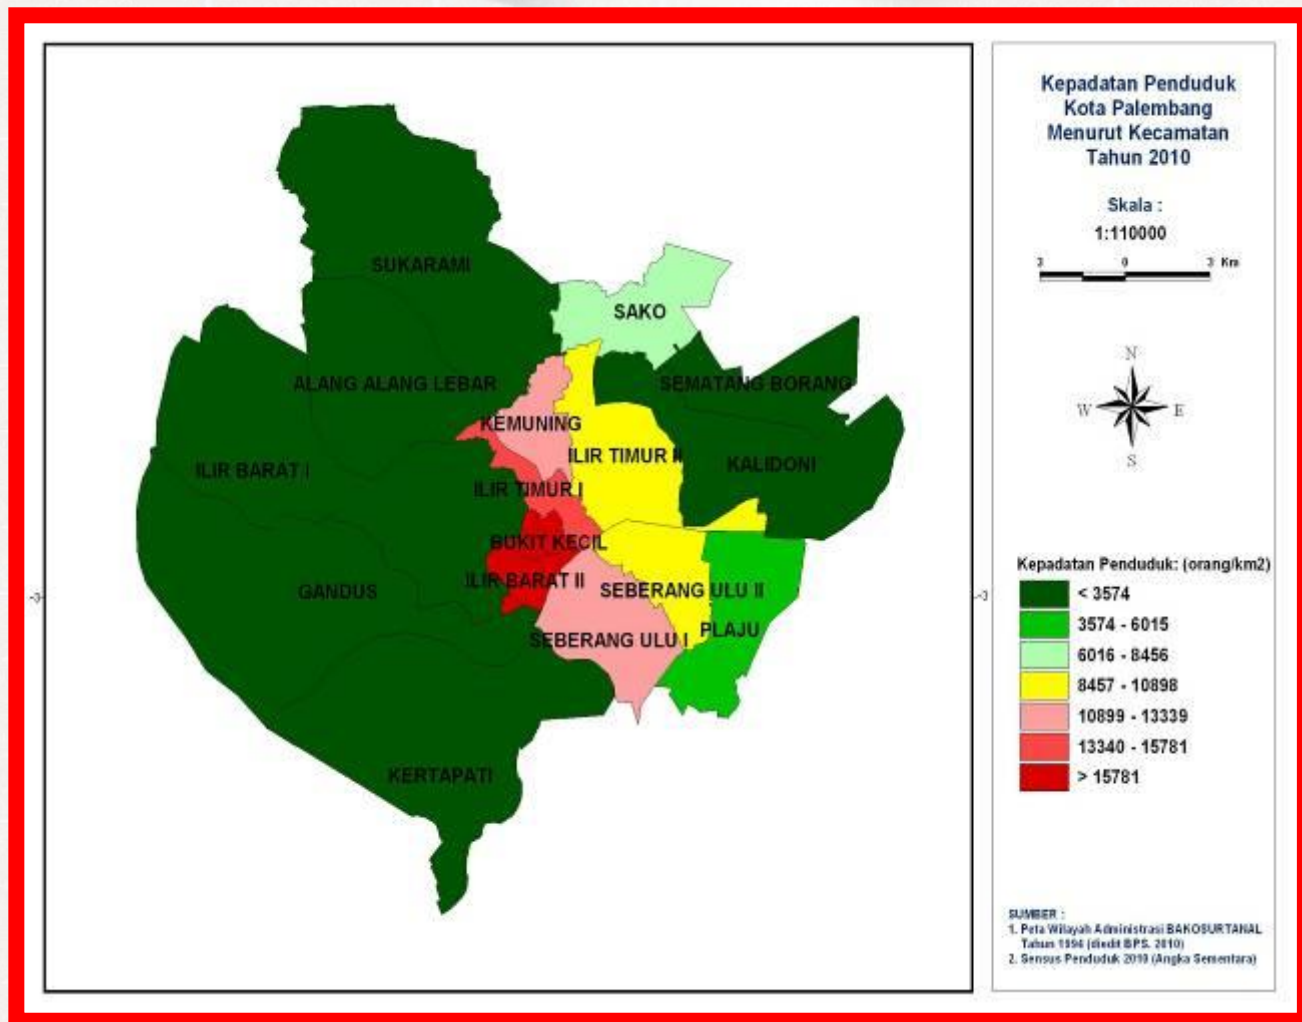 Kepadatan Penduduk
Kota Palembang
Menurut Kecamatan
Tahun 2010
Skala :
1:110000
3 0 3 Km
N
W E
S
SUKARAMI
SAKO
ALANG ALANG LEBAR
SEMATANG BORANG
KEMUNING
ILIR TIMUR II
ILIR BARAT I
KALIDONI
ILIR TIMUR I
BUKIT KECIL
ILIR BARAT II
GANDUS
SEBERANG ULU II
PLAJU
SEBERANG ULU I
KERTAPATI
-3
-3
Kepadatan Penduduk: (orang/km2)
< 3574
3574 - 6015
6016 - 8456
8457 - 10898
10899 - 13339
13340 - 15781
> 15781
SUMBER :
1. Peta Wilayah Administrasi BAKOSURTANAL
Tahun 1994 (diedit BPS. 2010)
2. Sensus Penduduk 2010 (Angka Sementara)